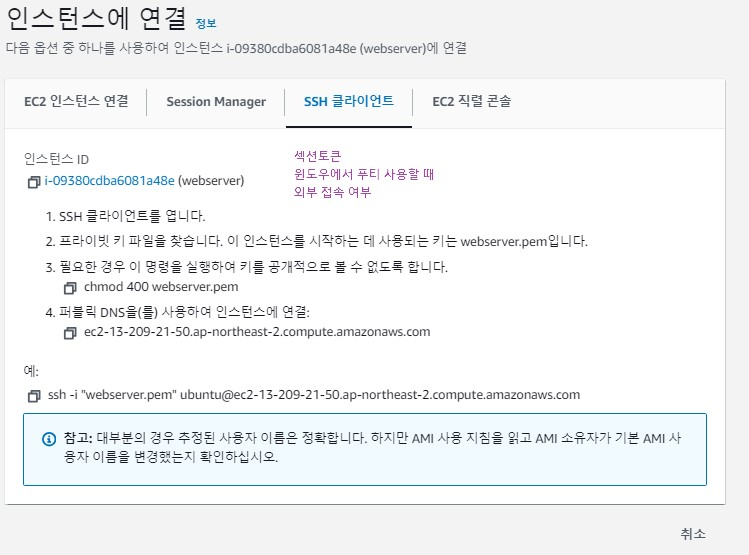 인스턴스에 연결 정보
다음 옵션 중 하나를 사용하여 인스턴스 i-09380cdba6081a48e (webserver)에 연결
EC2 인스턴스 연결
Session Manager
SSH 클라이언트
EC2 직렬 콘솔
인스턴스 ID
i-09380cdba6081a48e (webserver)
섹션토큰
윈도우에서 푸티 사용할 때
외부 접속 여부
1. SSH 클라이언트를 엽니다.
2. 프라이빗 키 파일을 찾습니다. 이 인스턴스를 시작하는 데 사용되는 키는 webserver.pem입니다.
3. 필요한 경우 이 명령을 실행하여 키를 공개적으로 볼 수 없도록 합니다.
chmod 400 webserver.pem
4. 퍼블릭 DNS을(를) 사용하여 인스턴스에 연결:
ec2-13-209-21-50.ap-northeast-2.compute.amazonaws.com
예:
ssh -i "webserver.pem" ubuntu@ec2-13-209-21-50.ap-northeast-2.compute.amazonaws.com
참고: 대부분의 경우 추정된 사용자 이름은 정확합니다. 하지만 AMI 사용 지침을 읽고 AMI 소유자가 기본 AMI 사
용자 이름을 변경했는지 확인하십시오.
취소